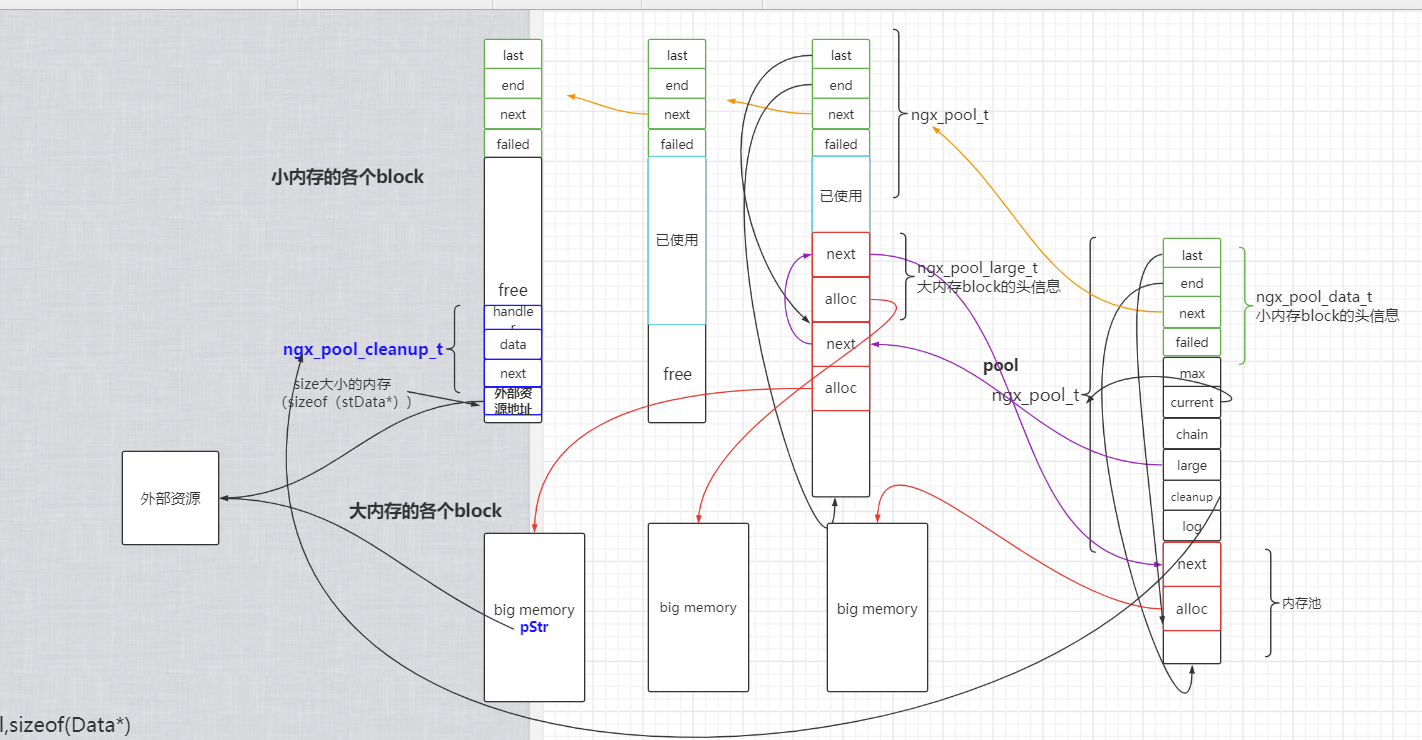 last
end
next
failed
free
handle
r
data
next
外部资
源地址
last
end
next
failed
已使用
free
last
end
next
failed
已使用
next
alloc
next
alloc
ngx_pool_t
ngx_pool_large_t
大内存block的头信息
小内存的各个block
ngx_pool_cleanup_t
size大小的内存
（sizeof（stData*））
外部资源
大内存的各个block
big memory
pStr
big memory
big memory
pool
ngx_pool_t
last
end
next
failed
max
current
chain
large
cleanup
log
next
alloc
ngx_pool_data_t
小内存block的头信息
内存池
l,sizeof(Data*)